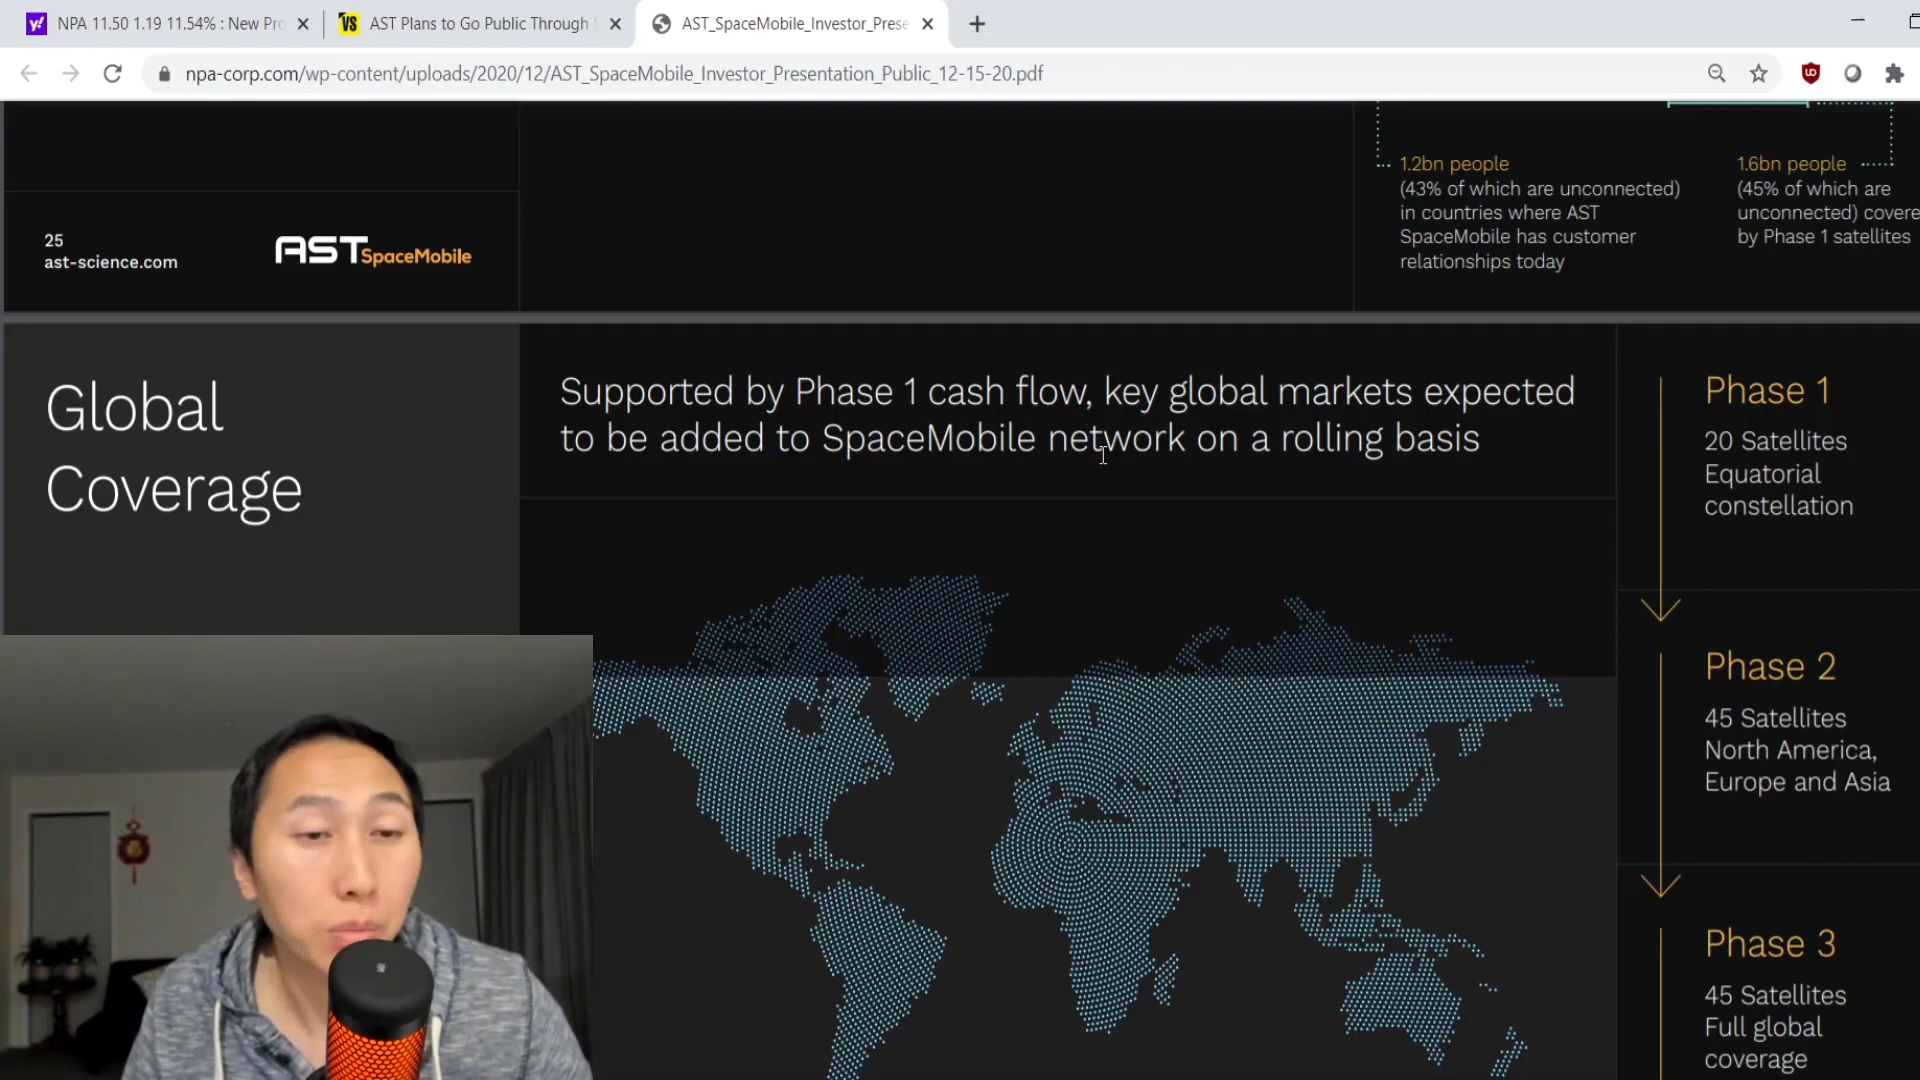 NPA 11.50 1.19 11.54% : New Pro
AST Plans to Go Public Through S
AST_SpaceMobile_Investor_Prese
npa-corp.com/wp-content/uploads/2020/12/AST_SpaceMobile_Investor_Presentation_Public_12-15-20.pdf
1.2bn people
(43% of which are unconnected)
in countries where AST
SpaceMobile has customer
relationships today
1.6bn people
(45% of which are
unconnected) covere
by Phase 1 satellites
25
ast-science.com
AST SpaceMobile
Global
Coverage
Supported by Phase 1 cash flow, key global markets expected
to be added to SpaceMobile network on a rolling basis
Phase 1
20 Satellites
Equatorial
constellation
Phase 2
45 Satellites
North America,
Europe and Asia
Phase 3
45 Satellites
Full global
coverage